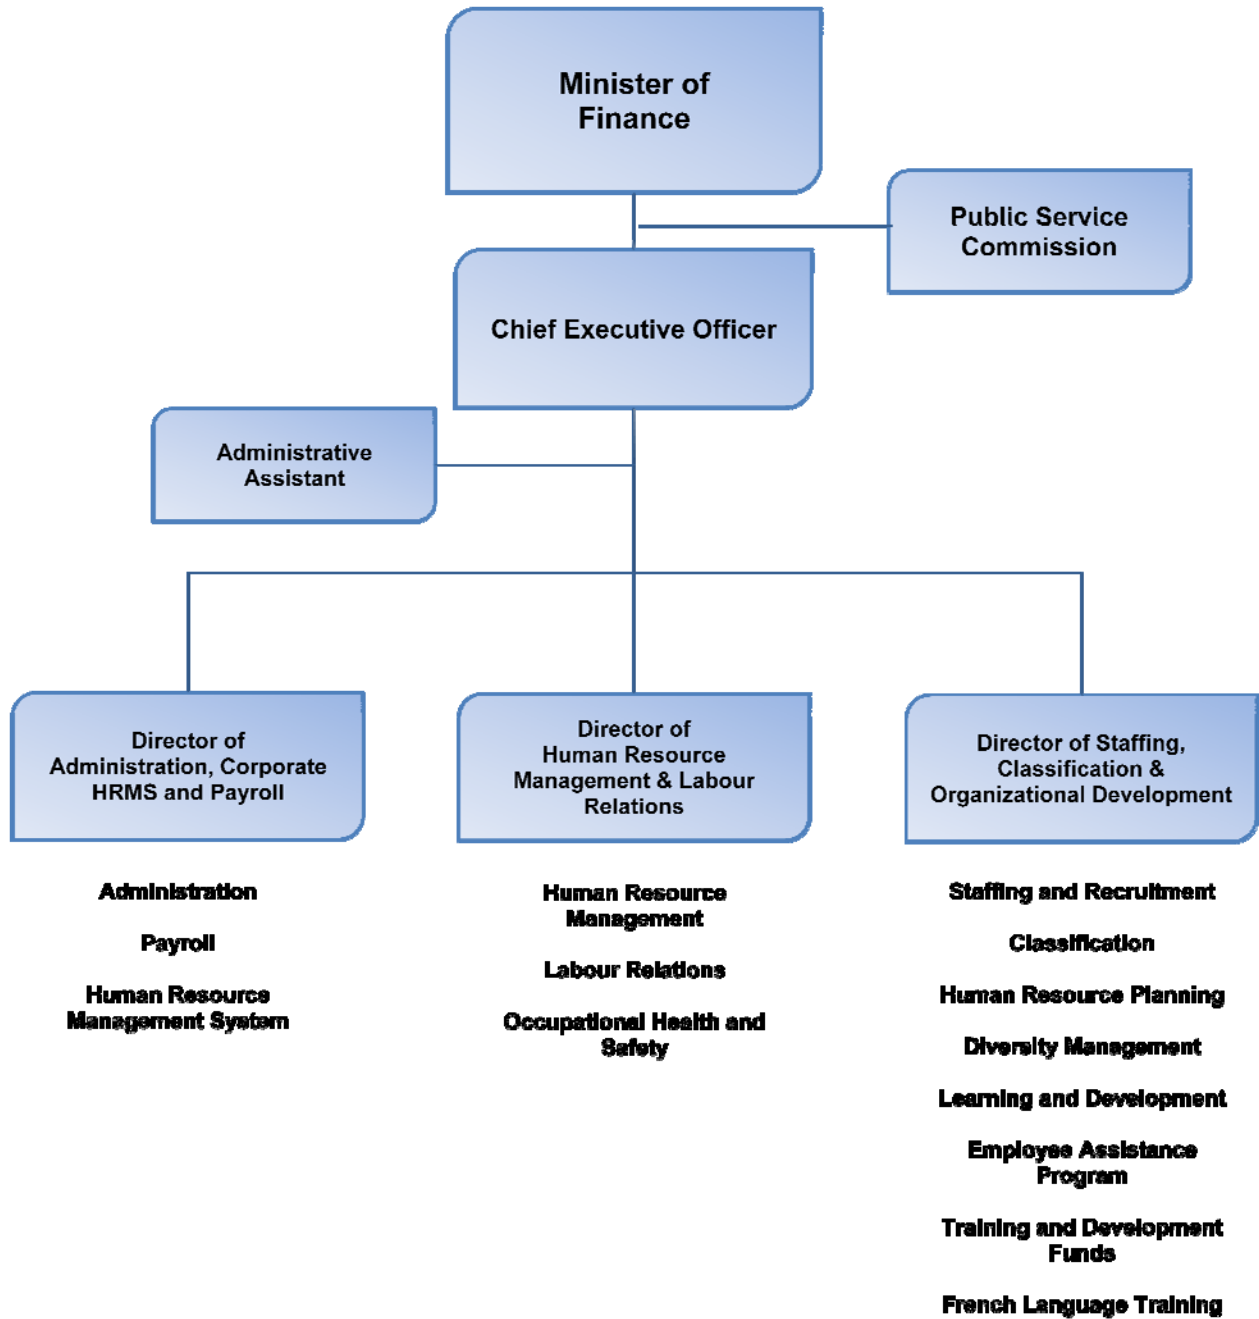 Minister of
Finance
Public Service
Commission
Chief Executive Officer
Administrative
Assistant
Director of
Administration, Corporate
HRMS and Payroll
Director of
Human Resource
Management & Labour
Relations
Director of Staffing,
Classification &
Organizational Development
Administration
Payroll
Human Resource
Management System
Human Resource
Management
Labour Relations
Occupational Health and
Safety
Staffing and Recruitment
Classification
Human Resource Planning
Diversity Management
Learning and Development
Employee Assistance
Program
Training and Development
Funds
French Language Training